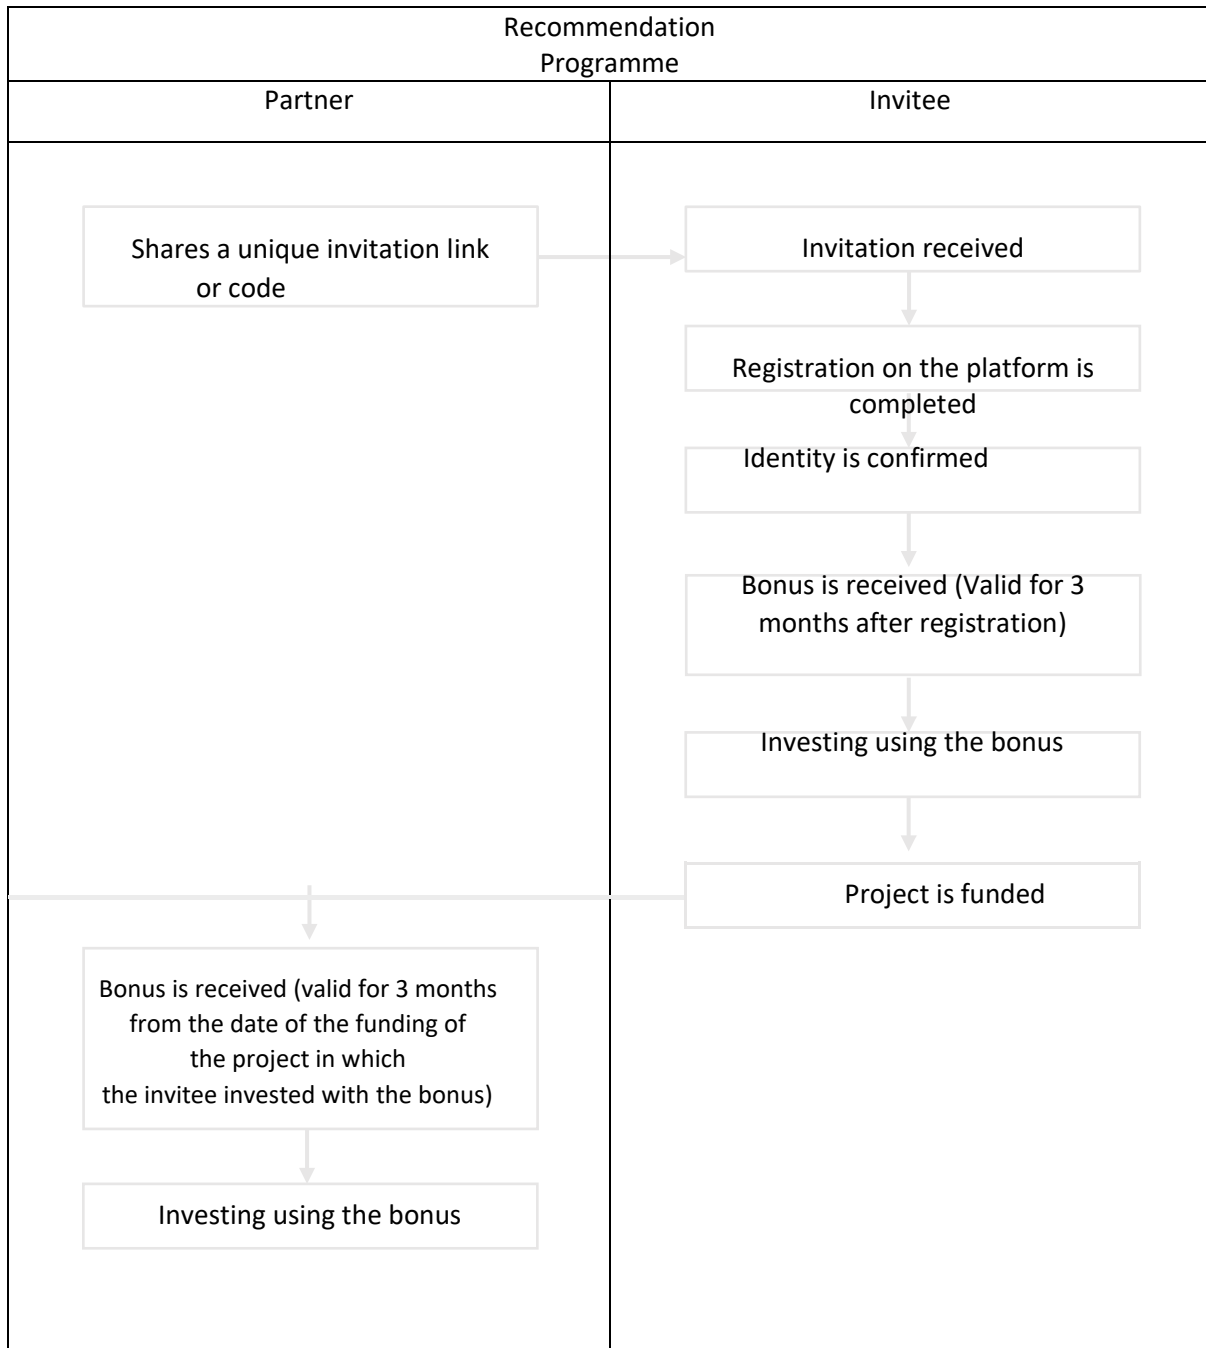 Recommendation
Programme
Partner
Invitee
Shares a unique invitation link
or code
Invitation received
Registration on the platform is
completed
Identity is confirmed
Bonus is received (Valid for 3
months after registration)
Investing using the bonus
Project is funded
Bonus is received (valid for 3 months
from the date of the funding of
the project in which
the invitee invested with the bonus)
Investing using the bonus